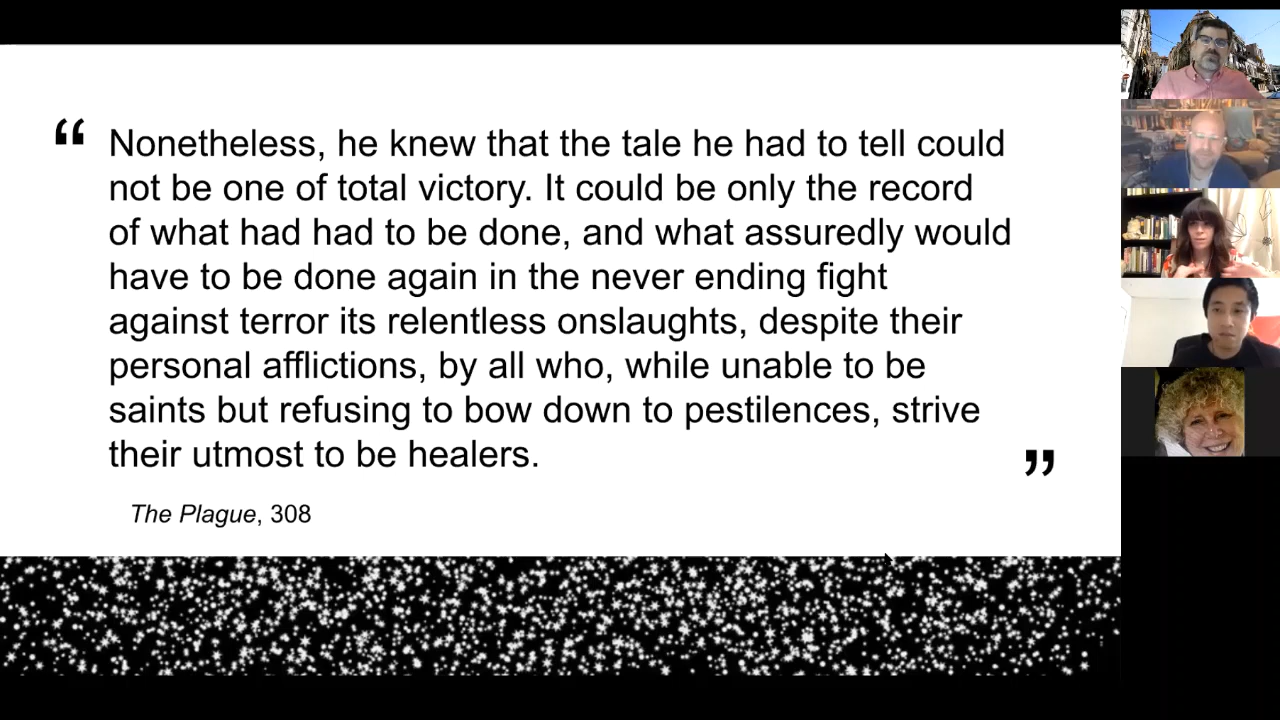 “ Nonetheless, he knew that the tale he had to tell could
not be one of total victory. It could be only the record
of what had had to be done, and what assuredly would
have to be done again in the never ending fight
against terror its relentless onslaughts, despite their
personal afflictions, by all who, while unable to be
saints but refusing to bow down to pestilences, strive
their utmost to be healers. ”
The Plague, 308